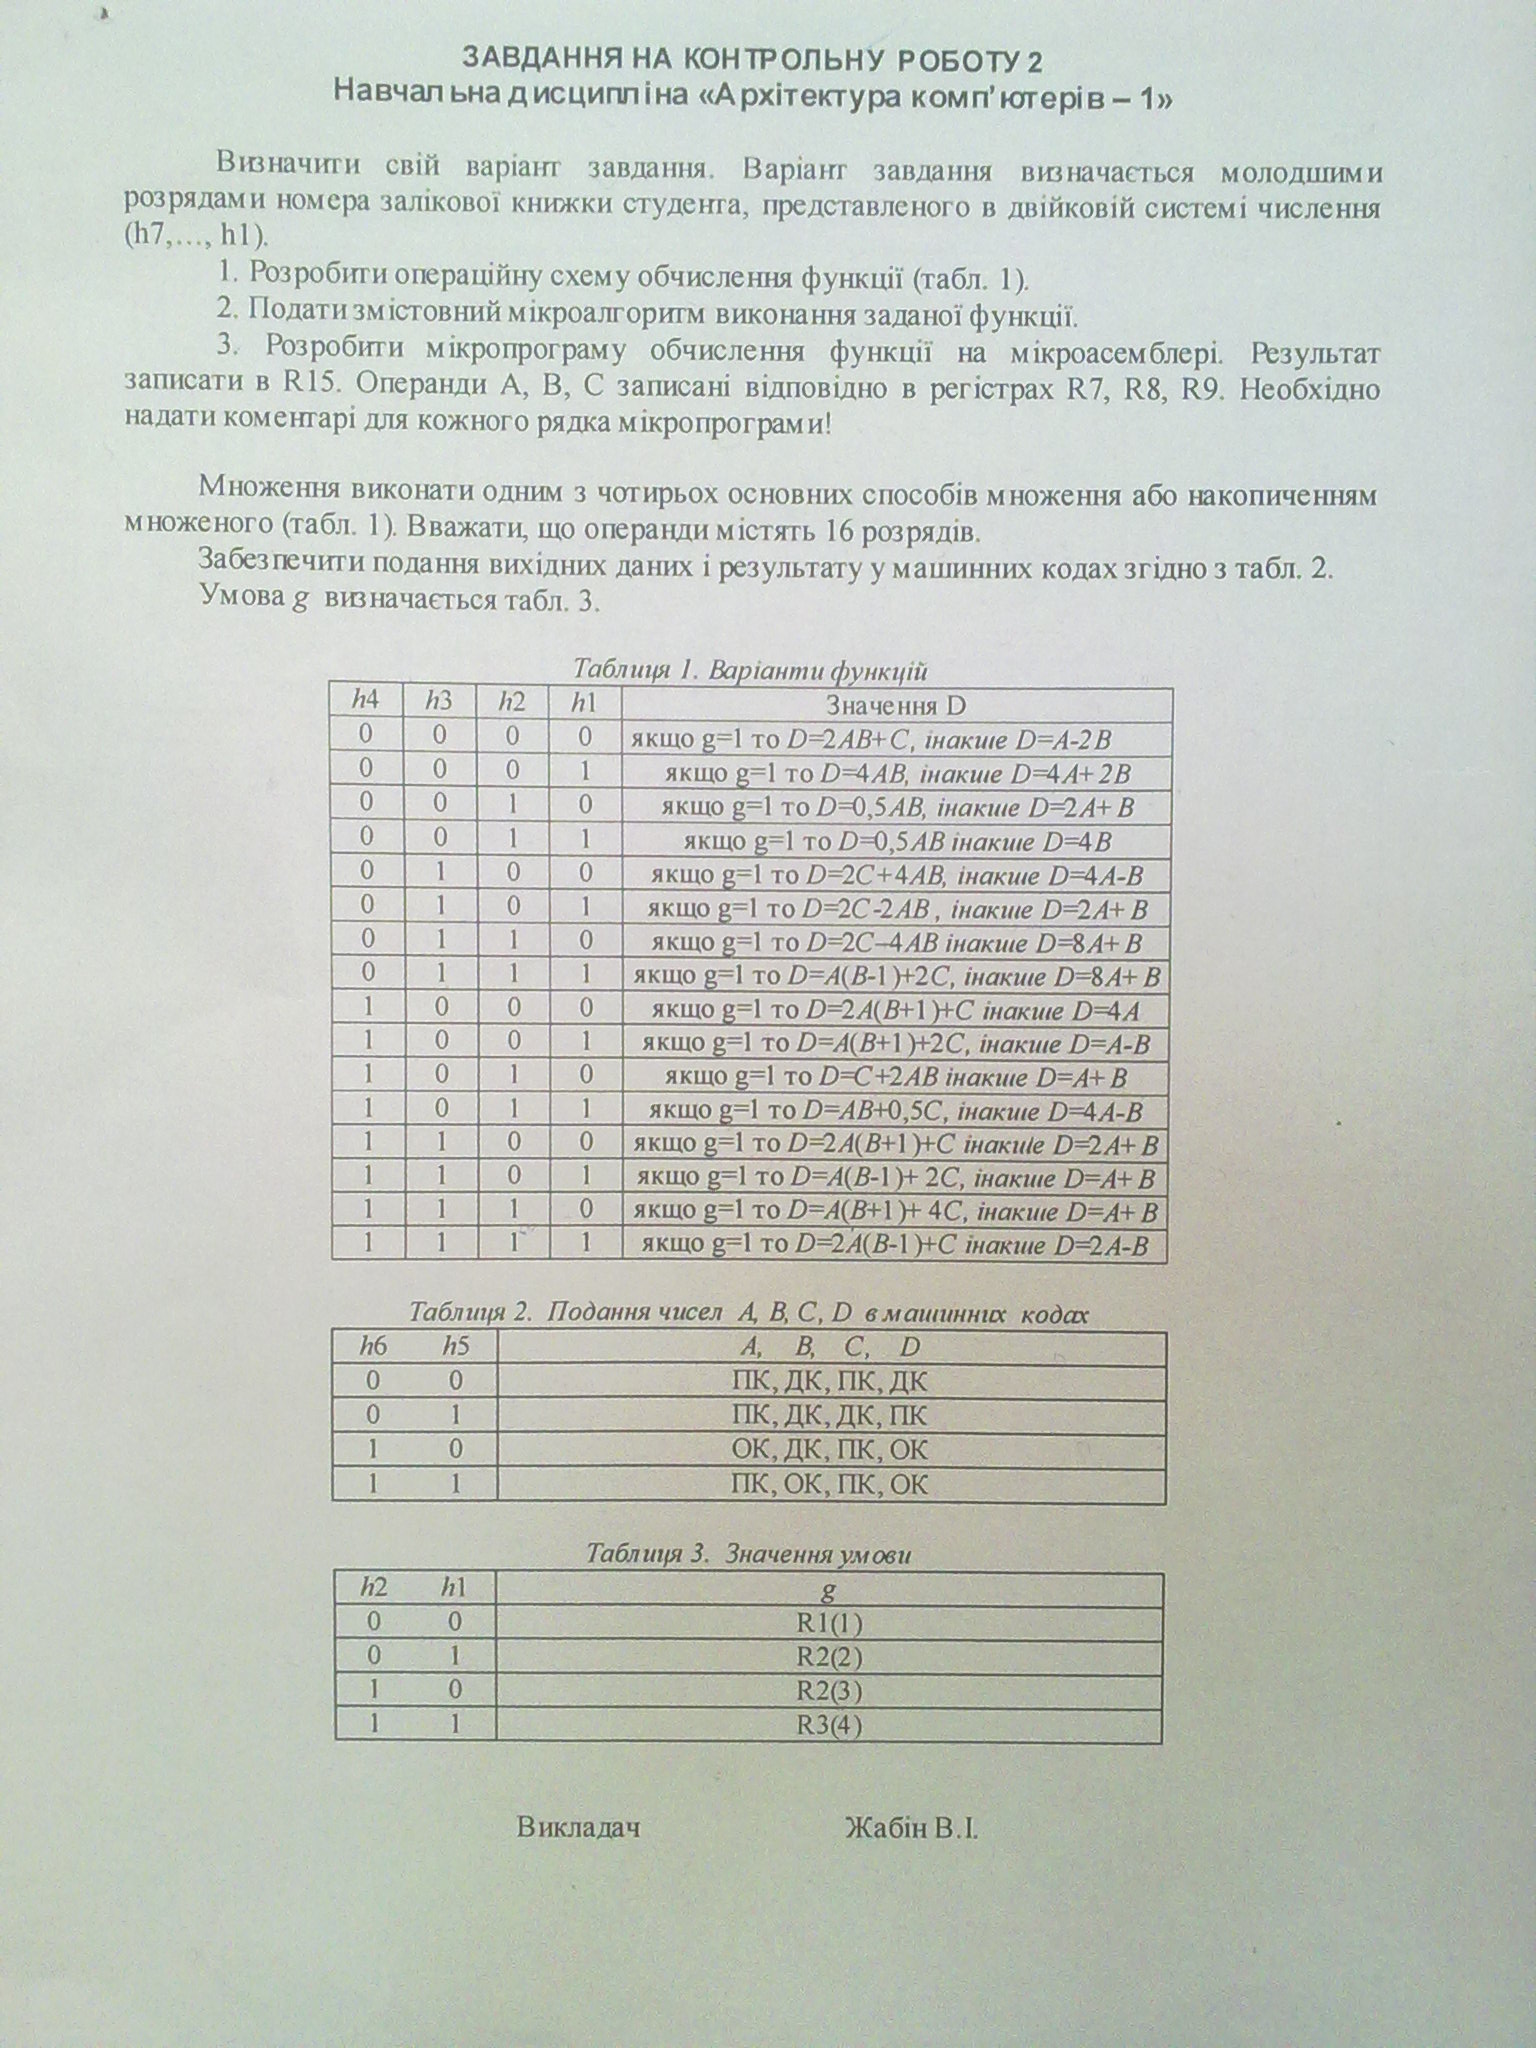 ЗАВДАННЯ НА КОНТРОЛЬНУ РОБОТУ 2
Навчальна дисципліна «Архітектура комп’ютерів – 1»
Визначити свій варіант завдання. Варіант завдання визначається молодшими
розрядами номера залікової книжки студента, представленого в двійковій системі числення
(h7,…, h1).
1. Розробити операційну схему обчислення функції (табл. 1).
2. Подати змістовний мікроалгоритм виконання заданої функції.
3. Розробити мікропрограму обчислення функції на мікроасемблері. Результат
записати в R15. Операнди А, В, С записані відповідно в регістрах R7, R8, R9. Необхідно
надати коментарі для кожного рядка мікропрограми!
Множення виконати одним з чотирьох основних способів множення або накопиченням
множеного (табл. 1). Вважати, що операнди містять 16 розрядів.
Забезпечити подання вихідних даних і результату у машинних кодах згідно з табл. 2.
Умова g визначається табл. 3.
Таблиця 1. Варіанти функцій
h4 h3 h2 h1 Значення D
0 0 0 0 якщо g=1 то D=2AB+C, інакше D=A-2B
0 0 0 1 якщо g=1 то D=4AB, інакше D=4A+2B
0 0 1 0 якщо g=1 то D=0,5AB, інакше D=2A+B
0 0 1 1 якщо g=1 то D=0,5AB інакше D=4B
0 1 0 0 якщо g=1 то D=2C+4AB, інакше D=4A-B
0 1 0 1 якщо g=1 то D=2C-2AB, інакше D=2A+B
0 1 1 0 якщо g=1 то D=2C–4AB інакше D=8A+B
0 1 1 1 якщо g=1 то D=A(B-1)+2C, інакше D=8A+B
1 0 0 0 якщо g=1 то D=2A(B+1)+C інакше D=4A
1 0 0 1 якщо g=1 то D=A(B+1)+2C, інакше D=A-B
1 0 1 0 якщо g=1 то D=C+2AB інакше D=A+B
1 0 1 1 якщо g=1 то D=AB+0,5C, інакше D=4A-B
1 1 0 0 якщо g=1 то D=2A(B+1)+C інакше D=2A+B
1 1 0 1 якщо g=1 то D=A(B-1)+ 2C, інакше D=A+B
1 1 1 0 якщо g=1 то D=A(B+1)+ 4C, інакше D=A+B
1 1 1 1 якщо g=1 то D=2A(B-1)+C інакше D=2A-B
Таблиця 2. Подання чисел A, B, C, D в машинних кодах
h6 h5 A, B, C, D
0 0 ПК, ДК, ПК, ДК
0 1 ПК, ДК, ДК, ПК
1 0 ОК, ДК, ПК, ОК
1 1 ПК, ОК, ПК, ОК
Таблиця 3. Значення умови
h2 h1 g
0 0 R1(1)
0 1 R2(2)
1 0 R2(3)
1 1 R3(4)
Викладач Жабін В.І.